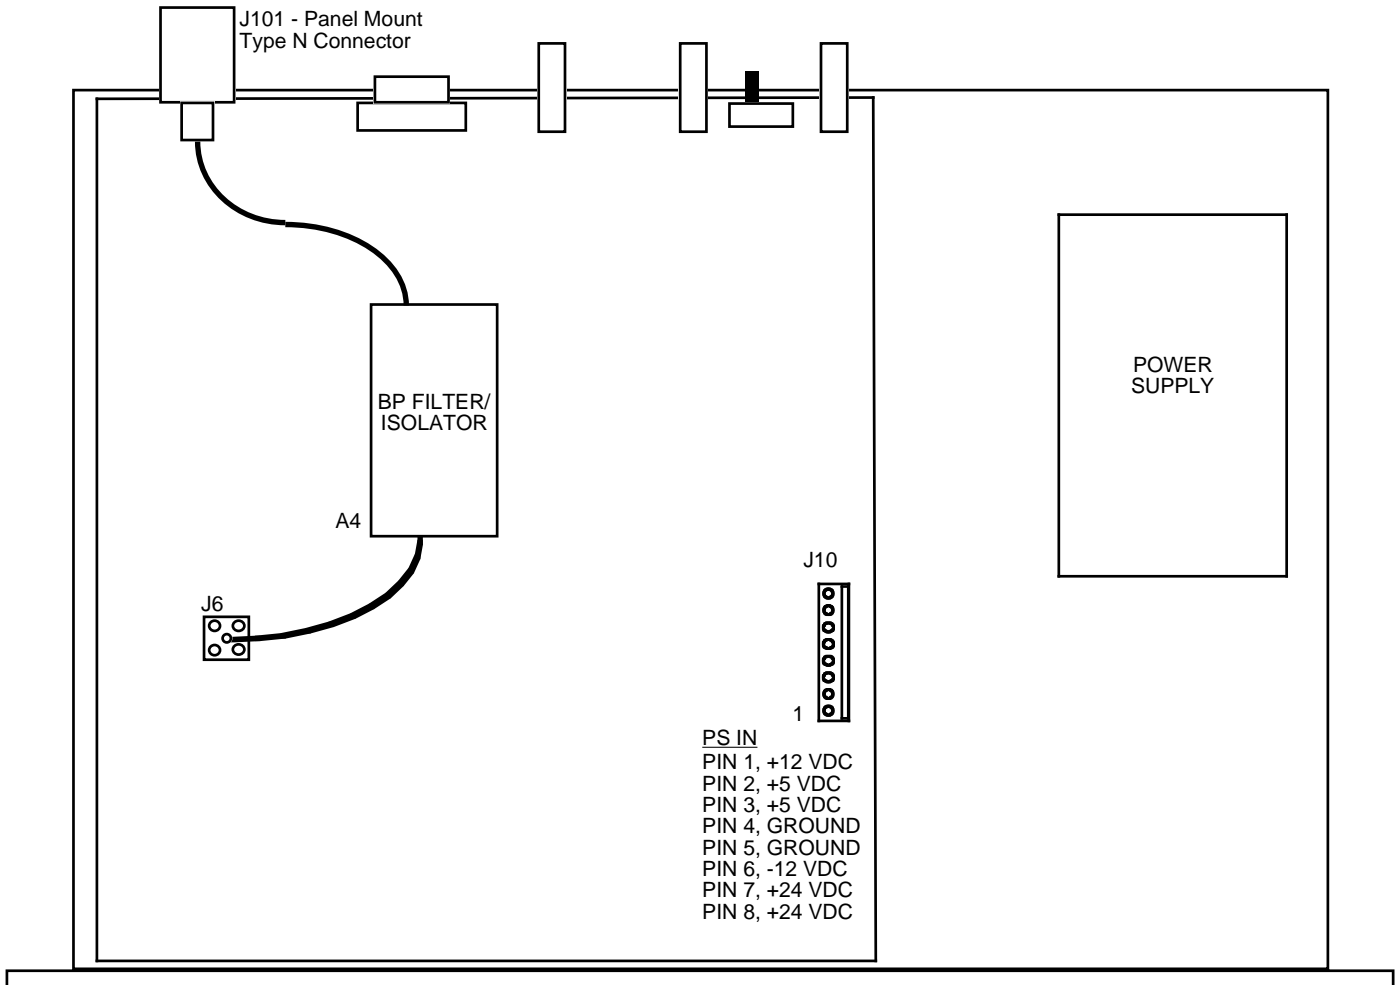 J101 - Panel Mount
Type N Connector
POWER
SUPPLY
BP FILTER/
ISOLATOR
A4
J10
J6
1
PS IN
PIN 1, +12 VDC
PIN 2, +5 VDC
PIN 3, +5 VDC
PIN 4, GROUND
PIN 5, GROUND
PIN 6, -12 VDC
PIN 7, +24 VDC
PIN 8, +24 VDC